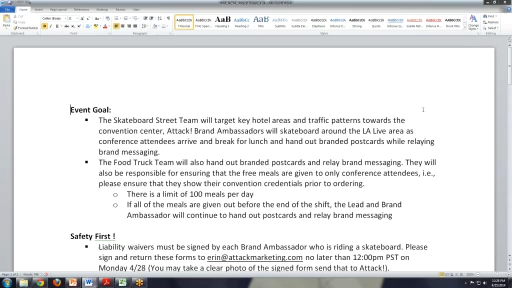 Event Goal:
The Skateboard Street Team will target key hotel areas and traffic patterns towards the
convention center, Attack! Brand Ambassadors will skateboard around the LA Live area as
conference attendees arrive and break for lunch and hand out branded postcards while relaying
brand messaging.
The Food Truck Team will also hand out branded postcards and relay brand messaging. They will
also be responsible for ensuring that the free meals are given to only conference attendees, i.e.,
please ensure that they show their convention credentials prior to ordering.
There is a limit of 100 meals per day
If all of the meals are given out before the end of the shift, the Lead and Brand
Ambassador will continue to hand out postcards and relay brand messaging
Safety First !
Liability waivers must be signed by each Brand Ambassador who is riding a skateboard. Please
sign and return these forms to erin@attackmarketing.com no later than 12:00pm PST on
Monday 4/28 (You may take a clear photo of the signed form send that to Attack!).